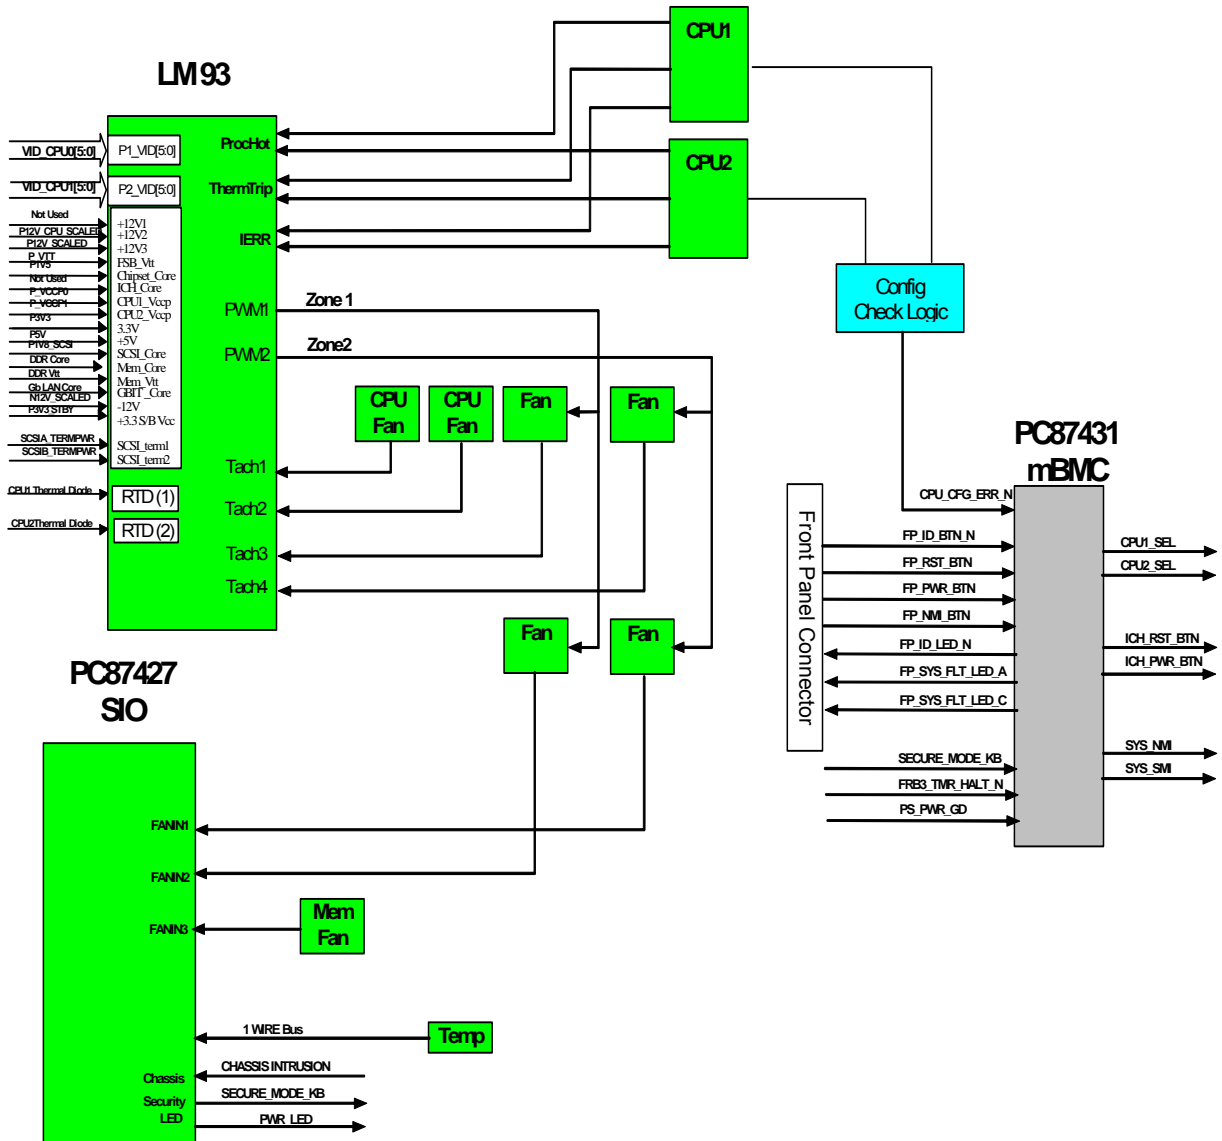 LM93
CPU1
ProcHot
VID_CPU0[5:0]
P1_VID[5:0]
CPU2
VID_CPU1[5:0]
P2_VID[5:0]
ThermTrip
IERR
Not Used
+12V1
P12V_CPU_SCALED
+12V2
P12V_SCALED
+12V3
P_VTT
FSB_Vtt
P1V5
Chipset_Core
Not Used
ICH_Core
P_VCCP0
CPU1_Vccp
P_VCCP1
CPU2_Vccp
P3V3
3.3V
P5V
+5V
P1V8_SCSI
SCSI_Core
DDR Core
Mem_Core
DDR Vtt
Mem_Vtt
Gb LAN Core
GBIT_Core
N12V_SCALED
-12V
P3V3 STBY
+3.3 S/B Vcc
SCSIA_TERMPWR
SCSI_term1
SCSIB_TERMPWR
SCSI_term2
CPU1 Thermal Diode
RTD (1)
CPU2Thermal Diode
RTD (2)
PWM1
Zone 1
PWM2
Zone2
CPU
Fan
CPU
Fan
Fan
Fan
Tach1
Tach2
Tach3
Tach4
Fan
Fan
Config
Check Logic
PC87431
mBMC
CPU_CFG_ERR_N
Front Panel Connector
FP_ID_BTN_N
FP_RST_BTN
FP_PWR_BTN
FP_NMI_BTN
FP_ID_LED_N
FP_SYS_FLT_LED_A
FP_SYS_FLT_LED_C
SECURE_MODE_KB
FRB3_TMR_HALT_N
PS_PWR_GD
CPU1_SEL
CPU2_SEL
ICH_RST_BTN
ICH_PWR_BTN
SYS_NMI
SYS_SMI
PC87427
SIO
FANIN1
FANIN2
FANIN3
Mem
Fan
1 WIRE Bus
Temp
Chassis
CHASSIS INTRUSION
Security
SECURE_MODE_KB
LED
PWR_LED